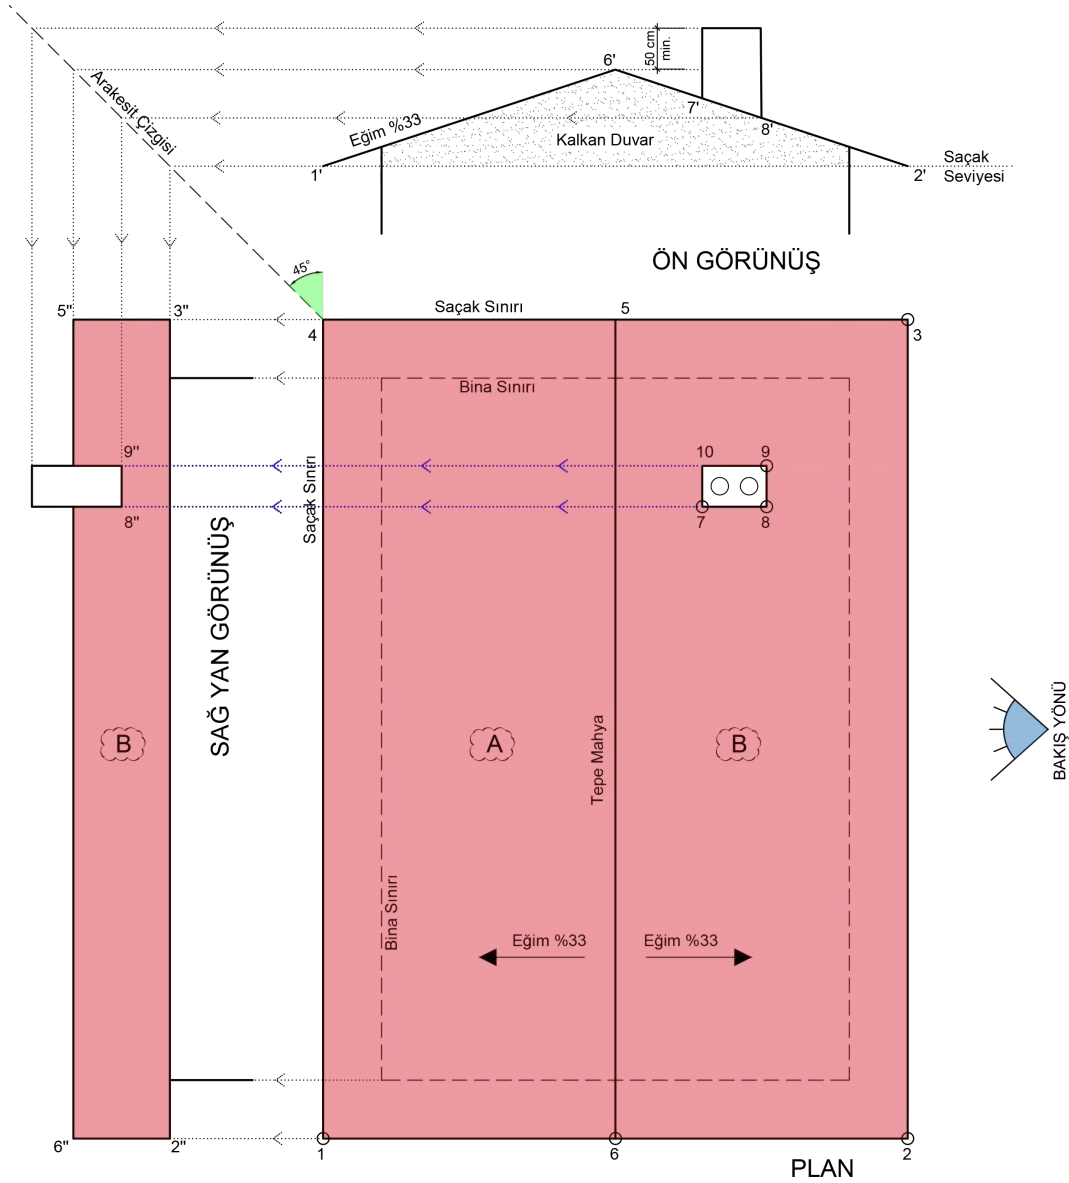 50 cm
min.
6'
Arakesit Çizgisi
7'
Eğim %33
8'
Kalkan Duvar
1'
2'
Saçak
Seviyesi
ÖN GÖRÜNÜŞ
45°
5"
3"
Saçak Sınırı
5
4
3
Bina Sınırı
9"
10
9
Saçak Sınırı
8"
7
8
SAĞ YAN GÖRÜNÜŞ
BAKIŞ YÖNÜ
B
A
Tepe Mahya
B
Bina Sınırı
Eğim %33
Eğim %33
6"
2"
1
6
2
PLAN